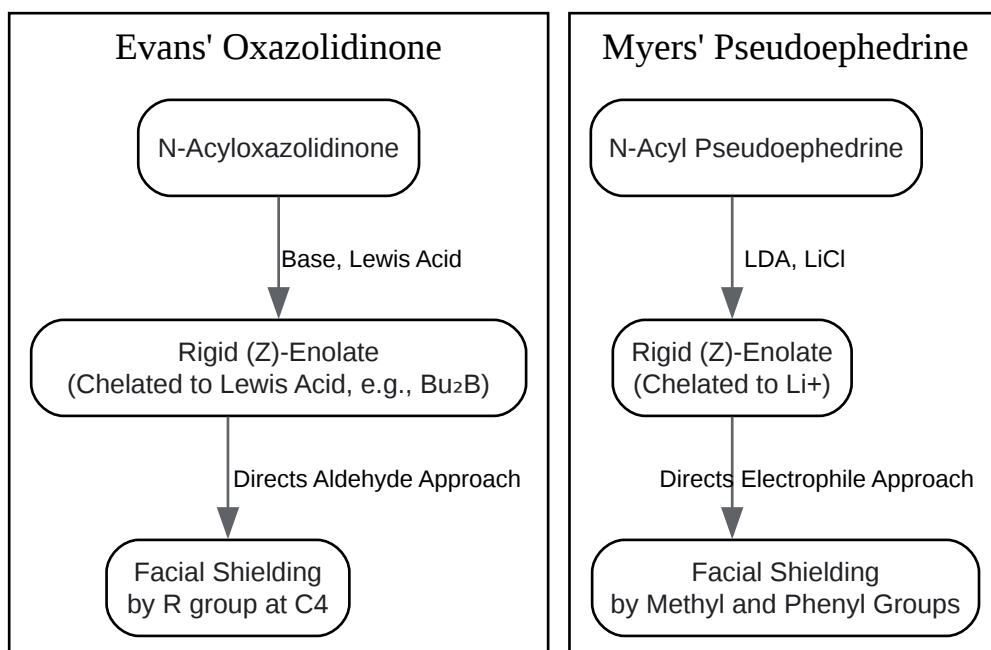 Evans' Oxazolidinone
N-Acyloxazolidinone
Base, Lewis Acid
Rigid (Z)-Enolate
(Chelated to Lewis Acid, e.g., Bu₂B)
Directs Aldehyde Approach
Facial Shielding
by R group at C4
Myers' Pseudoephedrine
N-Acyl Pseudoephedrine
LDA, LiCl
Rigid (Z)-Enolate
(Chelated to Li+)
Directs Electrophile Approach
Facial Shielding
by Methyl and Phenyl Groups